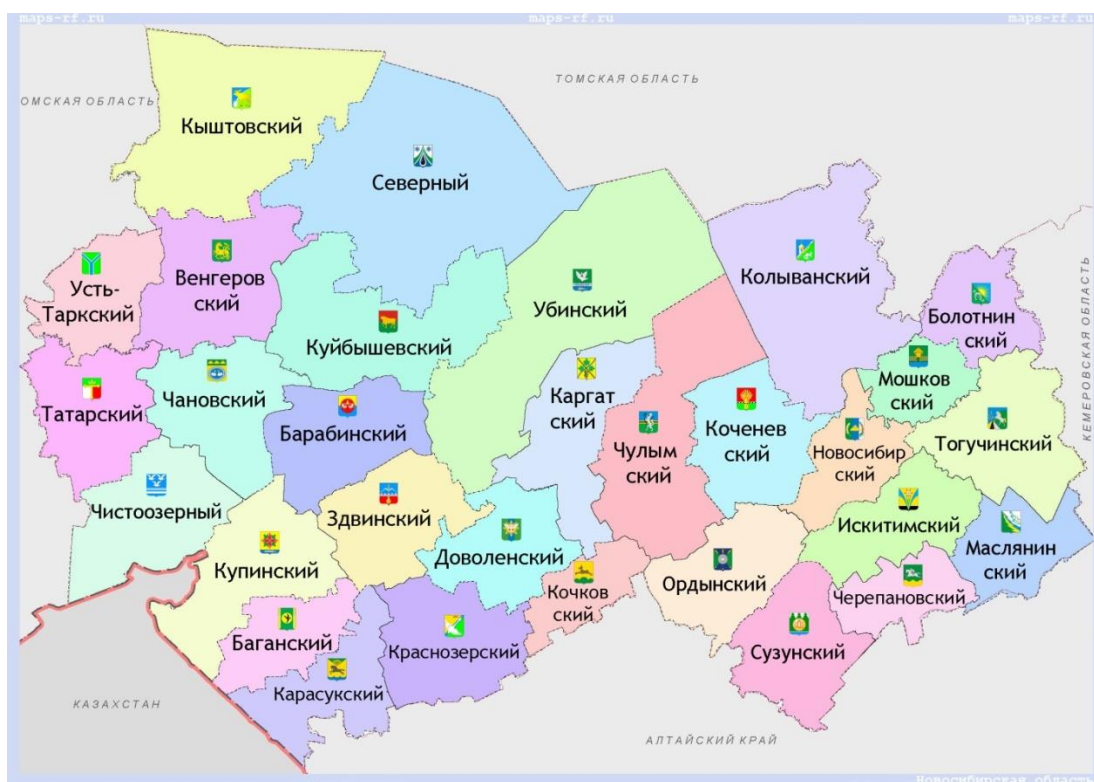 maps-rf.ru
maps-rf.ru
maps-rf.ru
ОМСКАЯ ОБЛАСТЬ
ТОМСКАЯ ОБЛАСТЬ
Кыштовский
Северный
Колыванский
Венгеров
ский
Усть-
Таркский
Убинский
Болотнин
ский
КЕМЕРОВСКАЯ ОБЛАСТЬ
Куйбышевский
Мошков
ский
Татарский
Чановский
Барабинский
Каргат
ский
Чулым
ский
Коченев
ский
Новосибир
ский
Тогучинский
Чистоозерный
Здвинский
Искитимский
Маслянин
ский
Купинский
Доволенский
Кочков
ский
Ордынский
Черепановский
Баганский
Краснозерский
Сузунский
Карасукский
КАЗАХСТАН
АЛТАЙСКИЙ КРАЙ
Новосибирская область